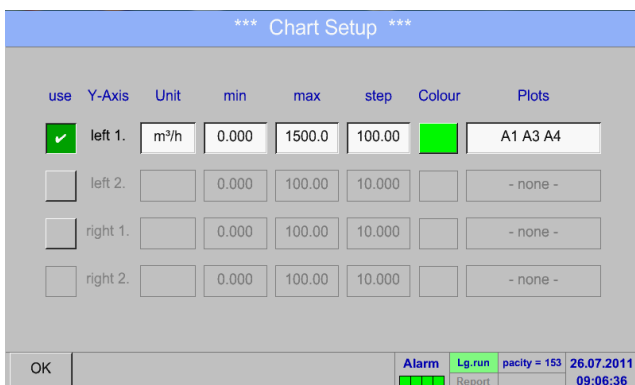 *** Chart Setup ***
use Y-Axis Unit min max step Colour Plots
left 1. m³/h 0.000 1500.0 100.00 A1 A3 A4
left 2. 0.000 100.00 10.000 - none -
right 1. 0.000 100.00 10.000 - none -
right 2. 0.000 100.00 10.000 - none -
OK Alarm Lg.run pacity = 153 26.07.2011
Report 09:06:36